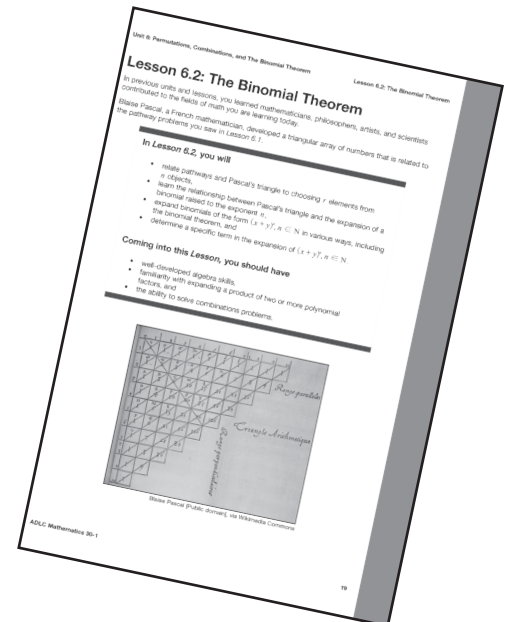 Unit 6: Permutations, Combinations, and The Binomial Theorem
Lesson 6.2: The Binomial Theorem
Lesson 6.2: The Binomial Theorem
In previous units and lessons, you learned mathematicians, philosophers, artists, and scientists
contributed to the fields of math you are learning today.
Blaise Pascal, a French mathematician, developed a triangular array of numbers that is related to
the pathway problems you saw in Lesson 6.1.
In Lesson 6.2, you will
• relate pathways and Pascal's triangle to choosing r elements from
n objects,
• learn the relationship between Pascal's triangle and the expansion of a
binomial raised to the exponent n,
• expand binomials of the form (x + y)ⁿ, n ∈ N in various ways, including
the binomial theorem, and
• determine a specific term in the expansion of (x + y)ⁿ, n ∈ N.
Coming into this Lesson, you should have
• well-developed algebra skills,
• familiarity with expanding a product of two or more polynomial
factors, and
• the ability to solve combinations problems.
Triangle Arithmetique
Blaise Pascal [Public domain], via Wikimedia Commons
ADLC Mathematics 30-1
19